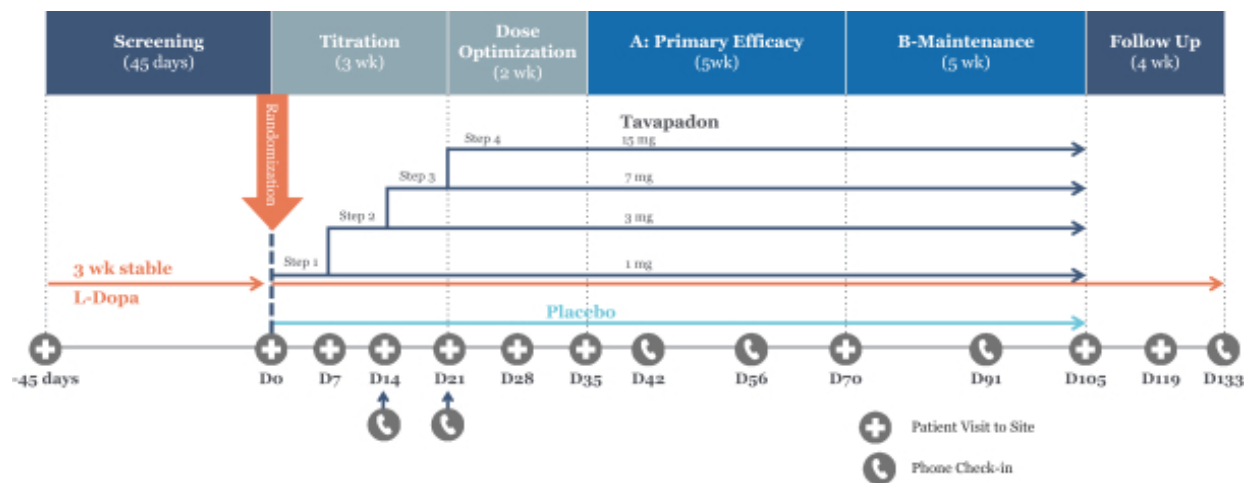 Screening
(45 days)
Titration
(3 wk)
Dose
Optimization
(2 wk)
A: Primary Efficacy
(5wk)
B-Maintenance
(5 wk)
Follow Up
(4 wk)
Randomization
Tavapadon
Step 4
15 mg
Step 3
7 mg
Step 2
3 mg
Step 1
1 mg
3 wk stable
L-Dopa
Placebo
-45 days
D0
D7
D14
D21
D28
D35
D42
D56
D70
D91
D105
D119
D133
Patient Visit to Site
Phone Check-in